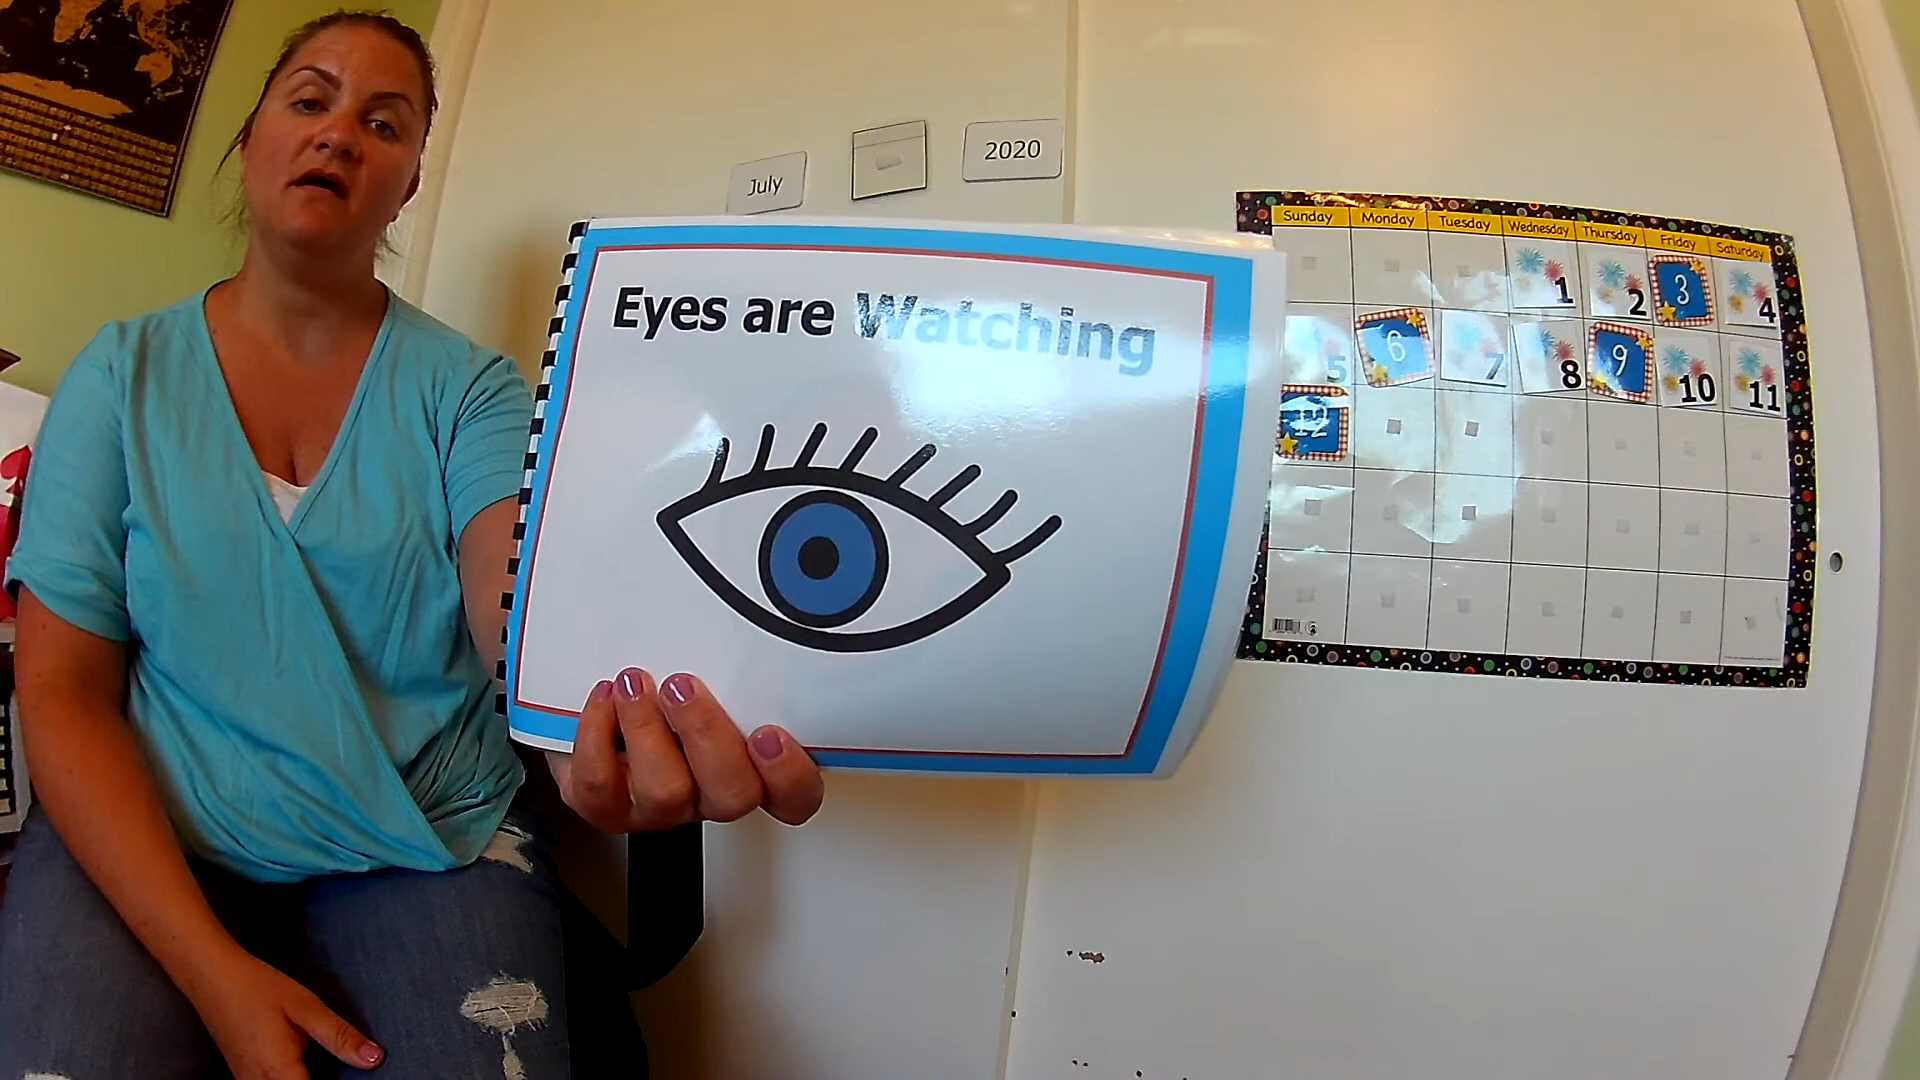 July
2020
Eyes are Watching
Sunday Monday Tuesday Wednesday Thursday Friday Saturday
1 2 3 4
5 6 7 8 9 10 11
12